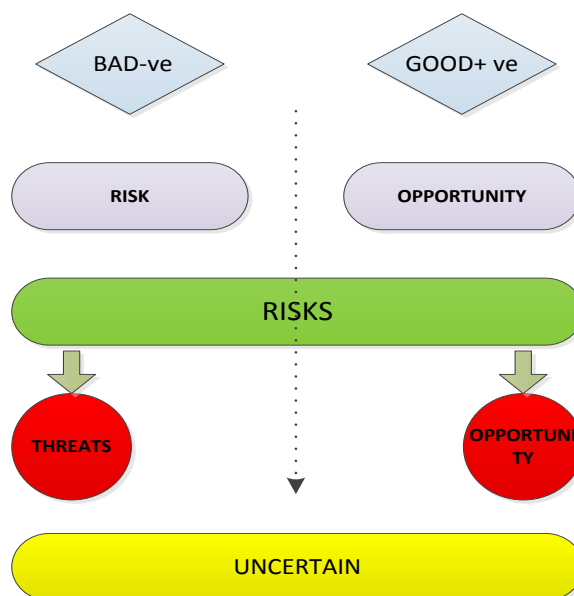 BAD-ve
GOOD+ ve
RISK
OPPORTUNITY
RISKS
THREATS
OPPORTUNI
TY
UNCERTAIN